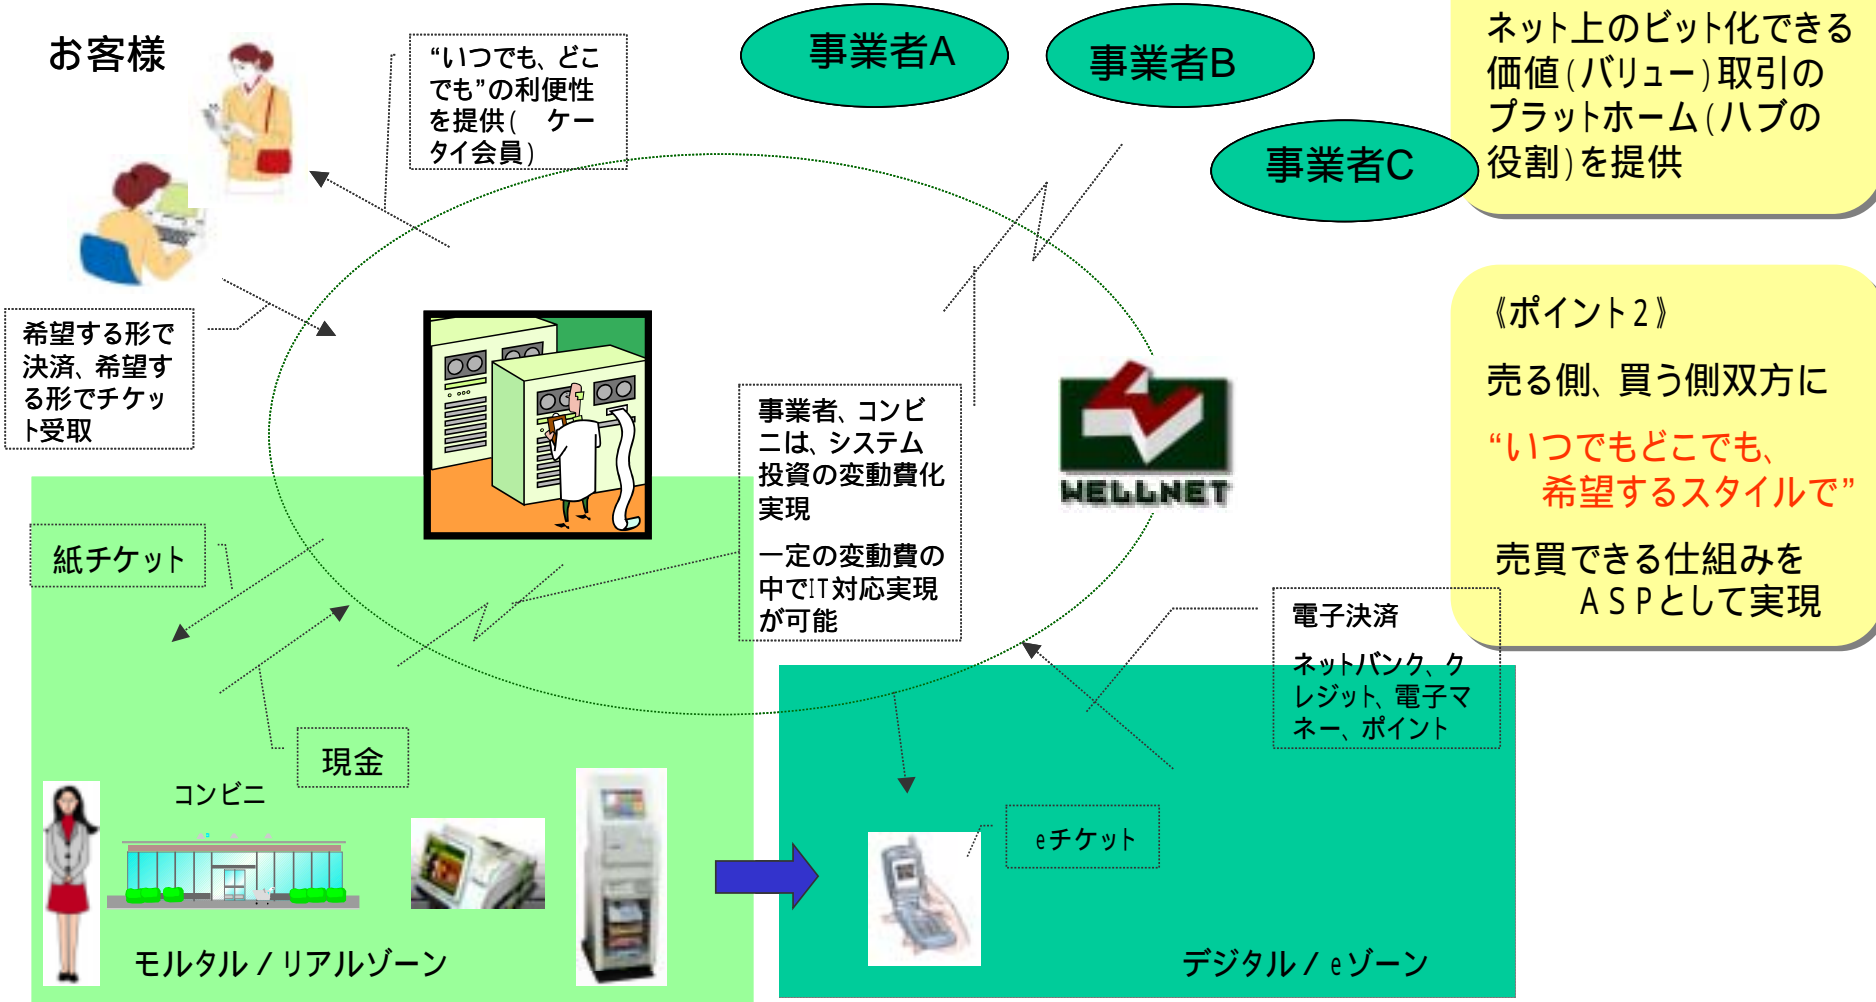 お客様
“いつでも、どこ
でも”の利便性
を提供(　ケー
タイ会員)
事業者A
事業者B
事業者C
ネット上のビット化できる
価値(バリュー)取引の
プラットホーム(ハブの
役割)を提供
希望する形で
決済、希望す
る形でチケッ
ト受取
事業者、コンビ
ニは、システム
投資の変動費化
実現
一定の変動費の
中でIT対応実現
が可能
WELLNET
《ポイント2》
売る側、買う側双方に
“いつでもどこでも、
希望するスタイルで”
売買できる仕組みを
ASPとして実現
紙チケット
現金
コンビニ
モルタル/リアルゾーン
電子決済
ネットバンク、ク
レジット、電子マ
ネー、ポイント
eチケット
デジタル/eゾーン